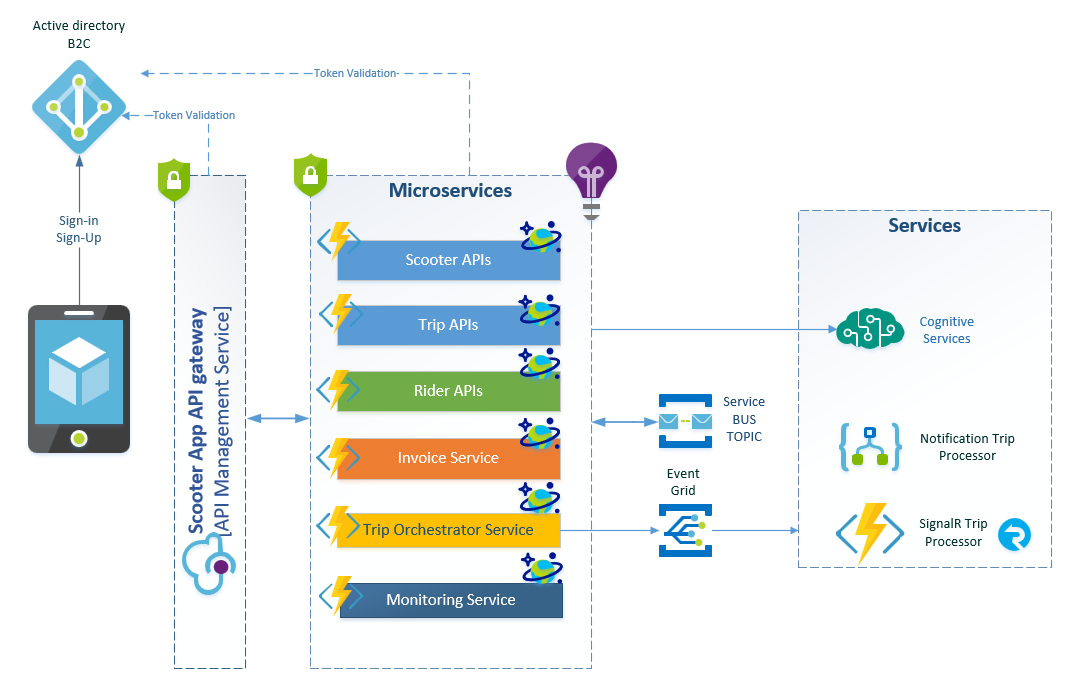 Active directory
B2C
Token Validation
Token Validation
Sign-in
Sign-Up
Scooter App API gateway
[API Management Service]
Microservices
Scooter APIs
Trip APIs
Rider APIs
Invoice Service
Trip Orchestrator Service
Monitoring Service
Service
BUS
TOPIC
Event
Grid
Services
Cognitive
Services
Notification Trip
Processor
SignalR Trip
Processor